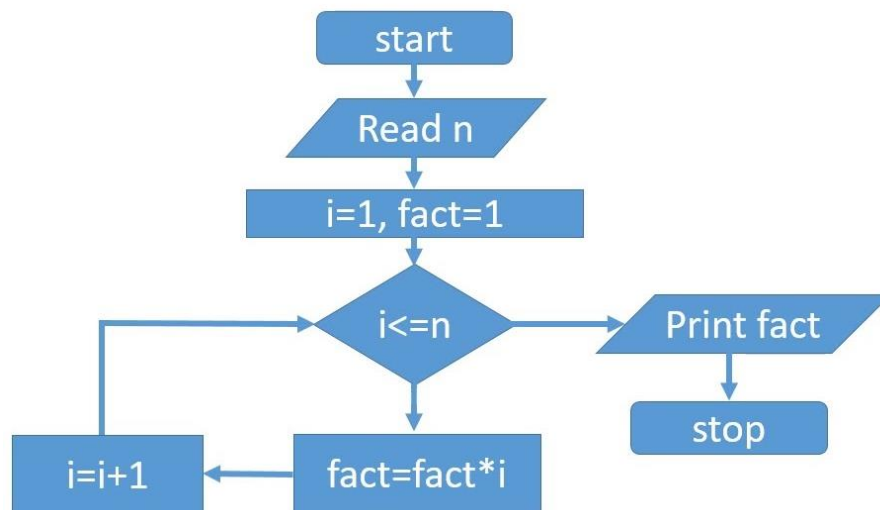 start
Read n
i=1, fact=1
i<=n
Print fact
stop
fact=fact*i
i=i+1